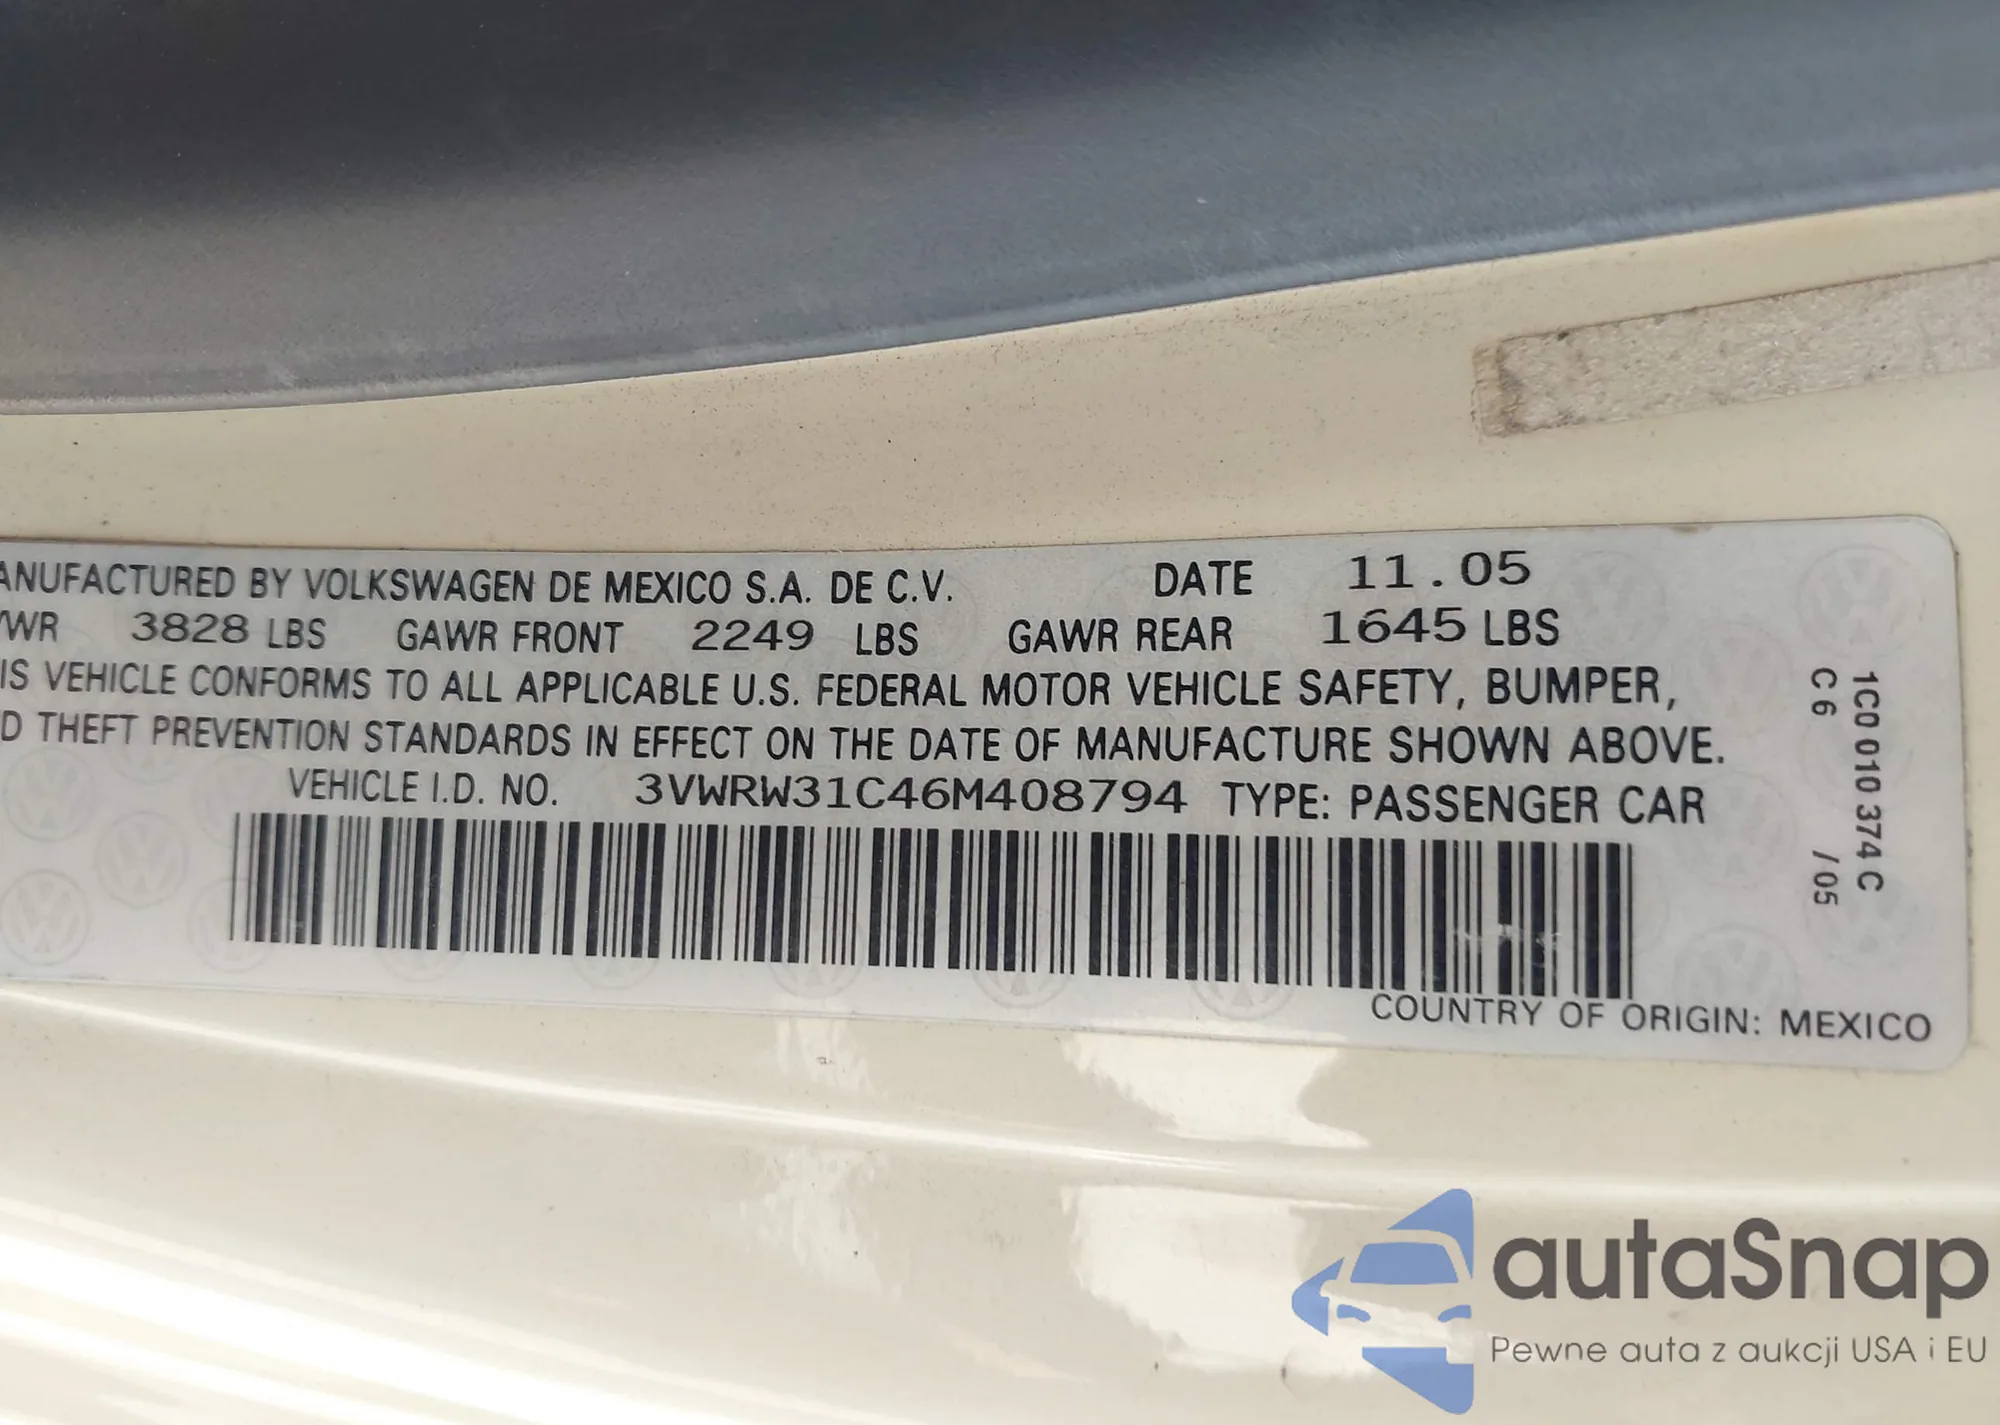 ANUFACTURED BY VOLKSWAGEN DE MEXICO S.A. DE C.V. DATE 11.05
VWR 3828 LBS GAWR FRONT 2249 LBS GAWR REAR 1645 LBS
IS VEHICLE CONFORMS TO ALL APPLICABLE U.S. FEDERAL MOTOR VEHICLE SAFETY, BUMPER,
D THEFT PREVENTION STANDARDS IN EFFECT ON THE DATE OF MANUFACTURE SHOWN ABOVE.
VEHICLE I.D. NO. 3VWRW31C46M408794 TYPE: PASSENGER CAR
COUNTRY OF ORIGIN: MEXICO
1C0 010 374 C
C 6 /05
autaSnap
Pewne auta z aukcji USA i EU